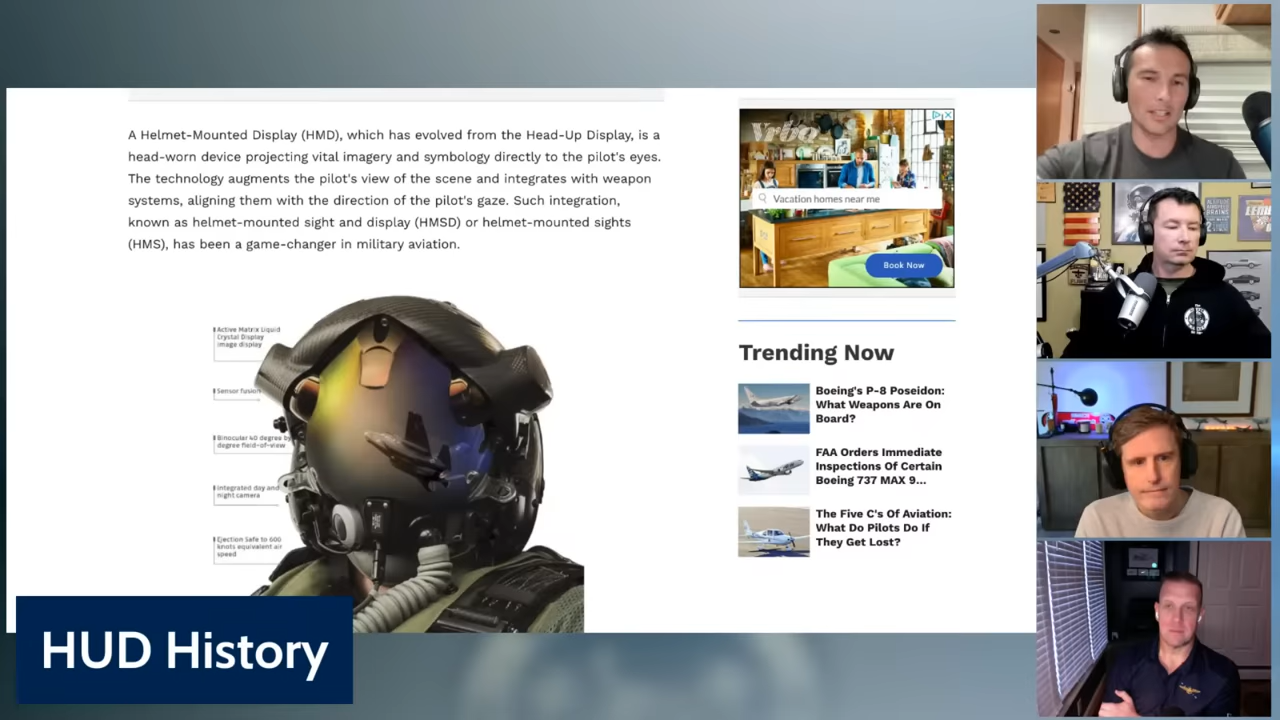 A Helmet-Mounted Display (HMD), which has evolved from the Head-Up Display, is a
head-worn device projecting vital imagery and symbology directly to the pilot's eyes.
The technology augments the pilot's view of the scene and integrates with weapon
systems, aligning them with the direction of the pilot's gaze. Such integration,
known as helmet-mounted sight and display (HMSD) or helmet-mounted sights
(HMS), has been a game-changer in military aviation.
Active Matrix Liquid
Crystal Display
image display
Sensor fusion
Binocular 40 degree by
degree field-of-view
Integrated day and
night camera
Ejection Safe to 600
knots equivalent air
speed
Vrbo
Vacation homes near me
Book Now
Trending Now
Boeing's P-8 Poseidon:
What Weapons Are On
Board?
FAA Orders Immediate
Inspections Of Certain
Boeing 737 MAX 9...
The Five C's Of Aviation:
What Do Pilots Do If
They Get Lost?
HUD History